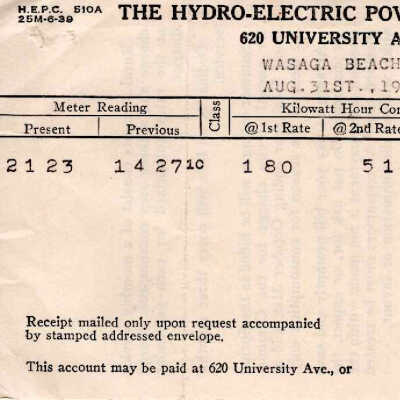 H.E.P.C. 510A
25M-6-39
THE HYDRO-ELECTRIC POW
620 UNIVERSITY A
WASAGA BEACH
AUG.31ST.,19
Meter Reading
Class
Kilowatt Hour Con
Present
Previous
@ 1st Rate
@ 2nd Rate
2123
1427
10
180
51
Receipt mailed only upon request accompanied
by stamped addressed envelope.
This account may be paid at 620 University Ave., or